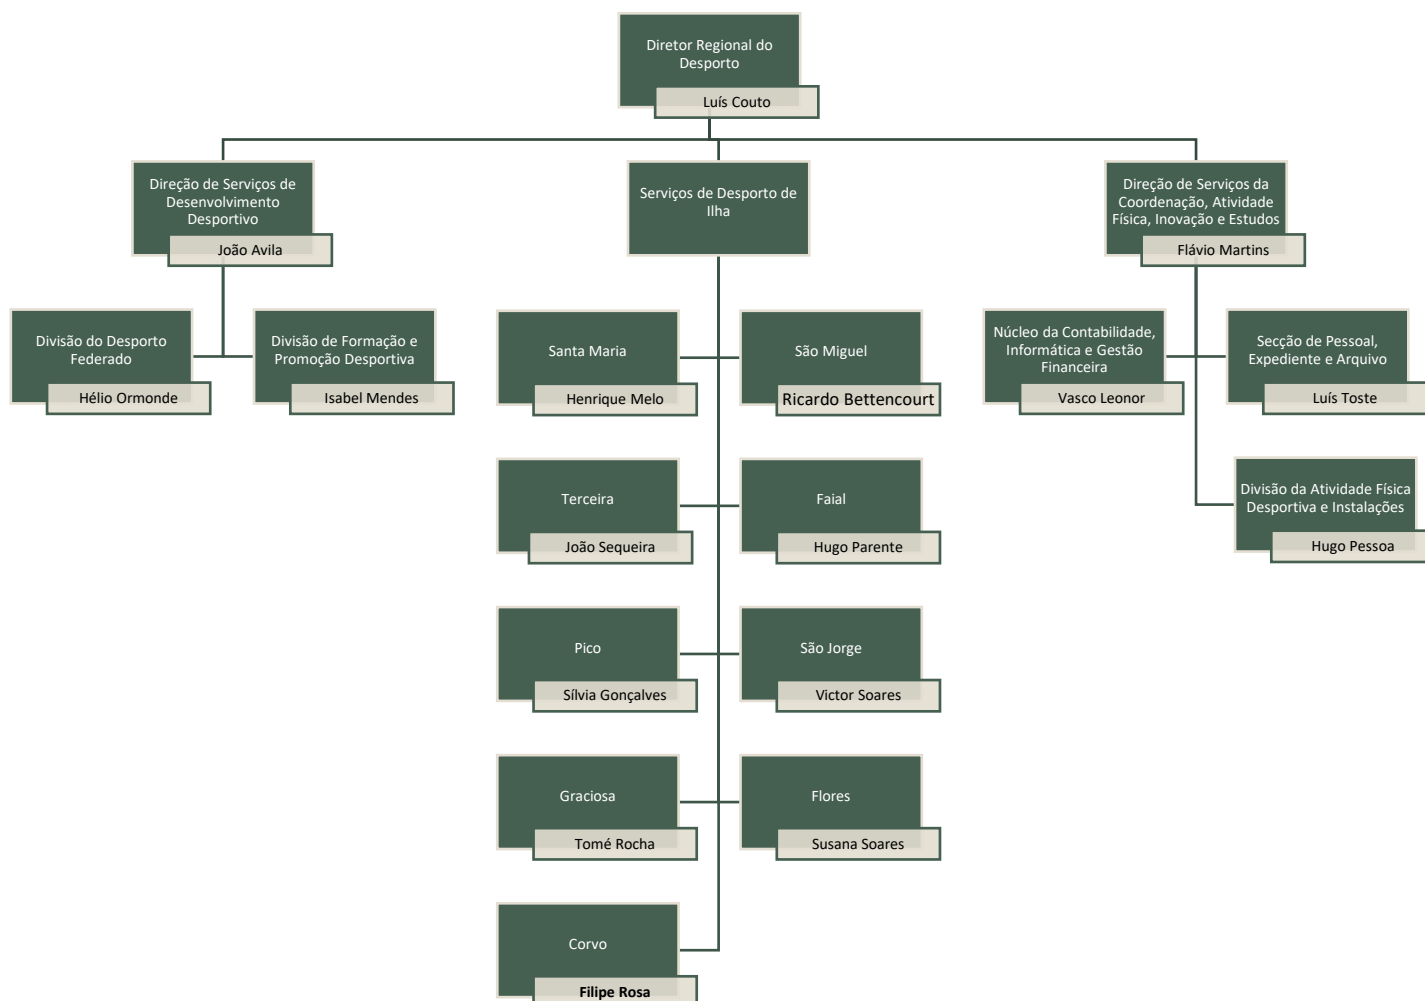 Diretor Regional do
Desporto
Luís Couto
Direção de Serviços de
Desenvolvimento
Desportivo
João Avila
Serviços de Desporto de
Ilha
Direção de Serviços da
Coordenação, Atividade
Física, Inovação e Estudos
Flávio Martins
Divisão do Desporto
Federado
Hélio Ormonde
Divisão de Formação e
Promoção Desportiva
Isabel Mendes
Santa Maria
Henrique Melo
São Miguel
Ricardo Bettencourt
Núcleo da Contabilidade,
Informática e Gestão
Financeira
Vasco Leonor
Secção de Pessoal,
Expediente e Arquivo
Luís Toste
Terceira
João Sequeira
Faial
Hugo Parente
Divisão da Atividade Física
Desportiva e Instalações
Hugo Pessoa
Pico
Sílvia Gonçalves
São Jorge
Victor Soares
Graciosa
Tomé Rocha
Flores
Susana Soares
Corvo
Filipe Rosa